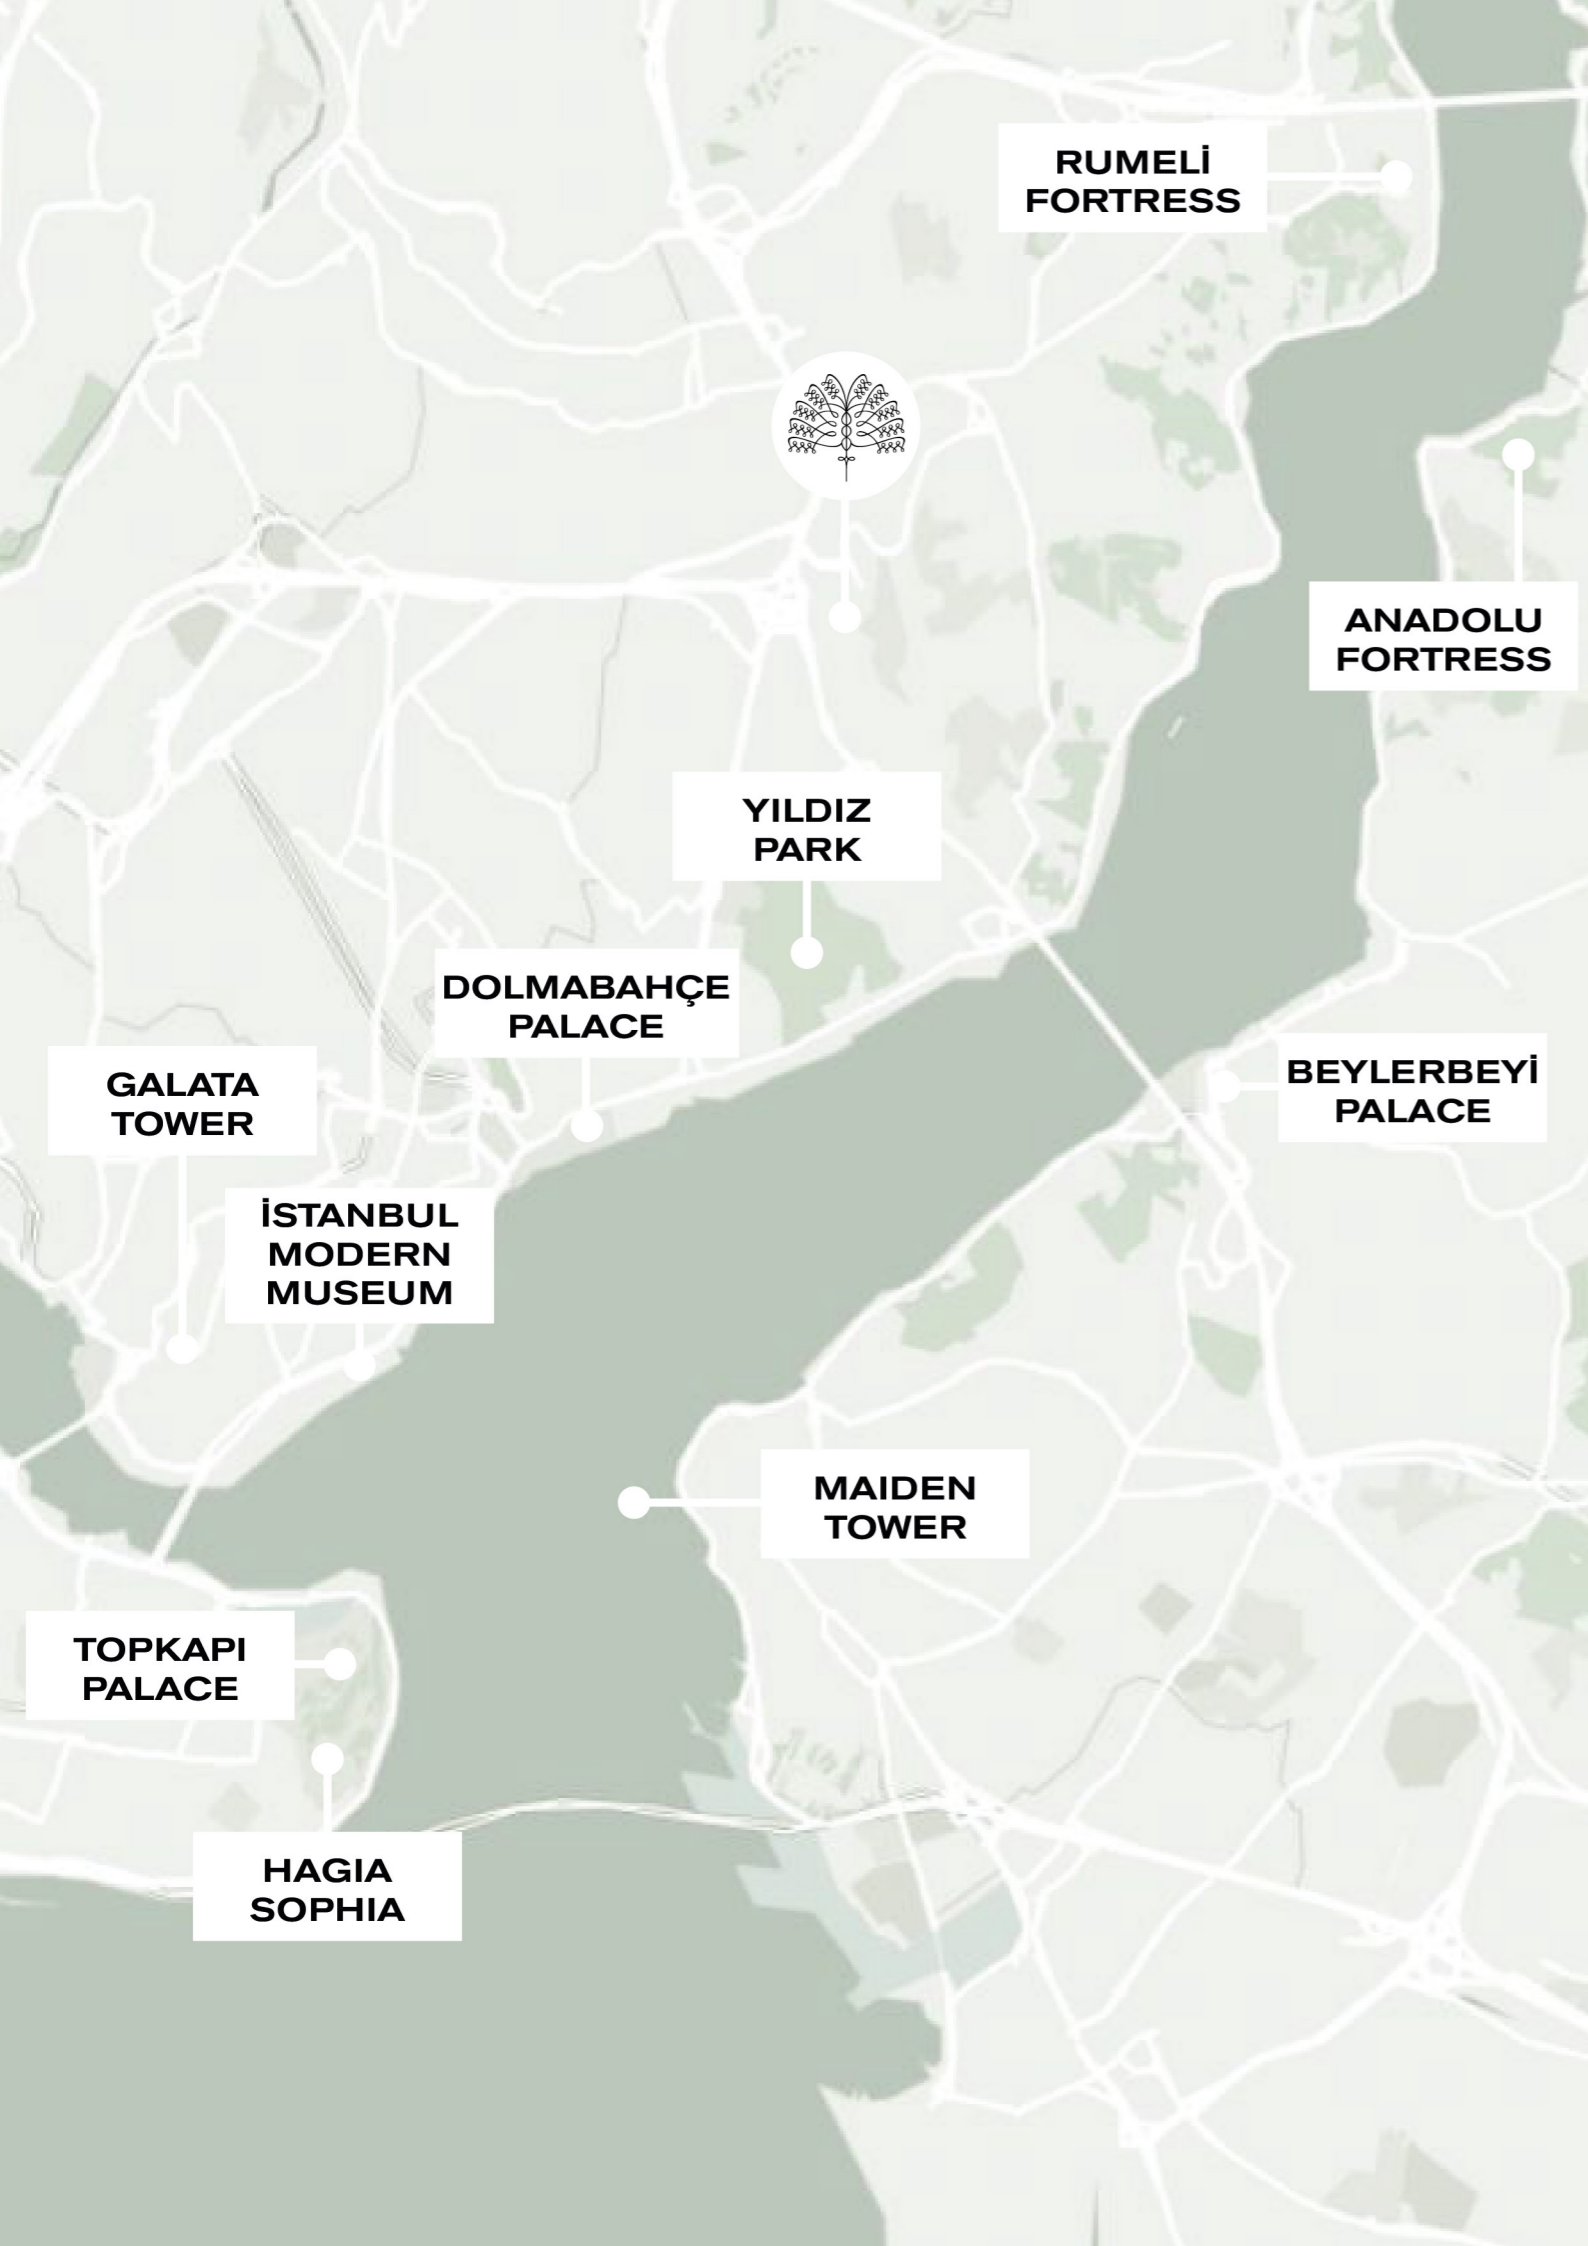 RUMELİ
FORTRESS
ANADOLU
FORTRESS
YILDIZ
PARK
DOLMABAHÇE
PALACE
GALATA
TOWER
BEYLERBEYİ
PALACE
İSTANBUL
MODERN
MUSEUM
MAIDEN
TOWER
TOPKAPI
PALACE
HAGIA
SOPHIA